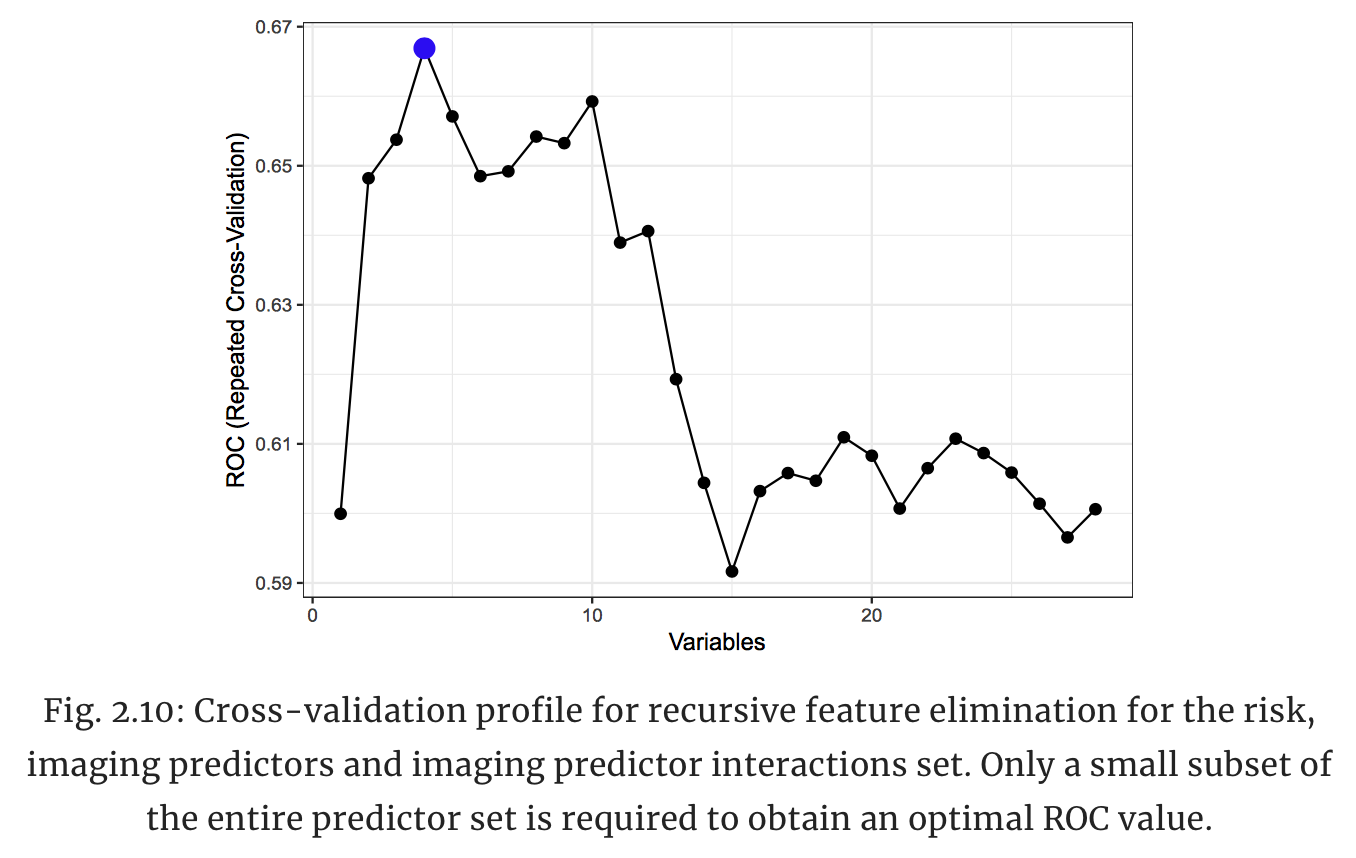 0.67
0.65
0.63
0.61
0.59
ROC (Repeated Cross-Validation)
0 10 20
Variables
Fig. 2.10: Cross-validation profile for recursive feature elimination for the risk,
imaging predictors and imaging predictor interactions set. Only a small subset of
the entire predictor set is required to obtain an optimal ROC value.